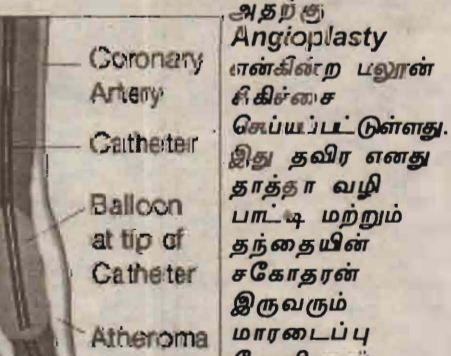 Coronary
Artery
Catheter
Balloon
at tip of
Catheter
Atheroma
அதற்கு
Angioplasty
என்கின்ற பலூன்
சிகிச்சை
செய்யப்பட்டுள்ளது.
இது தவிர எனது
தாத்தா வழி
பாட்டி மற்றும்
தந்தையின்
சகோதரன்
இருவரும்
மாரடைப்பு